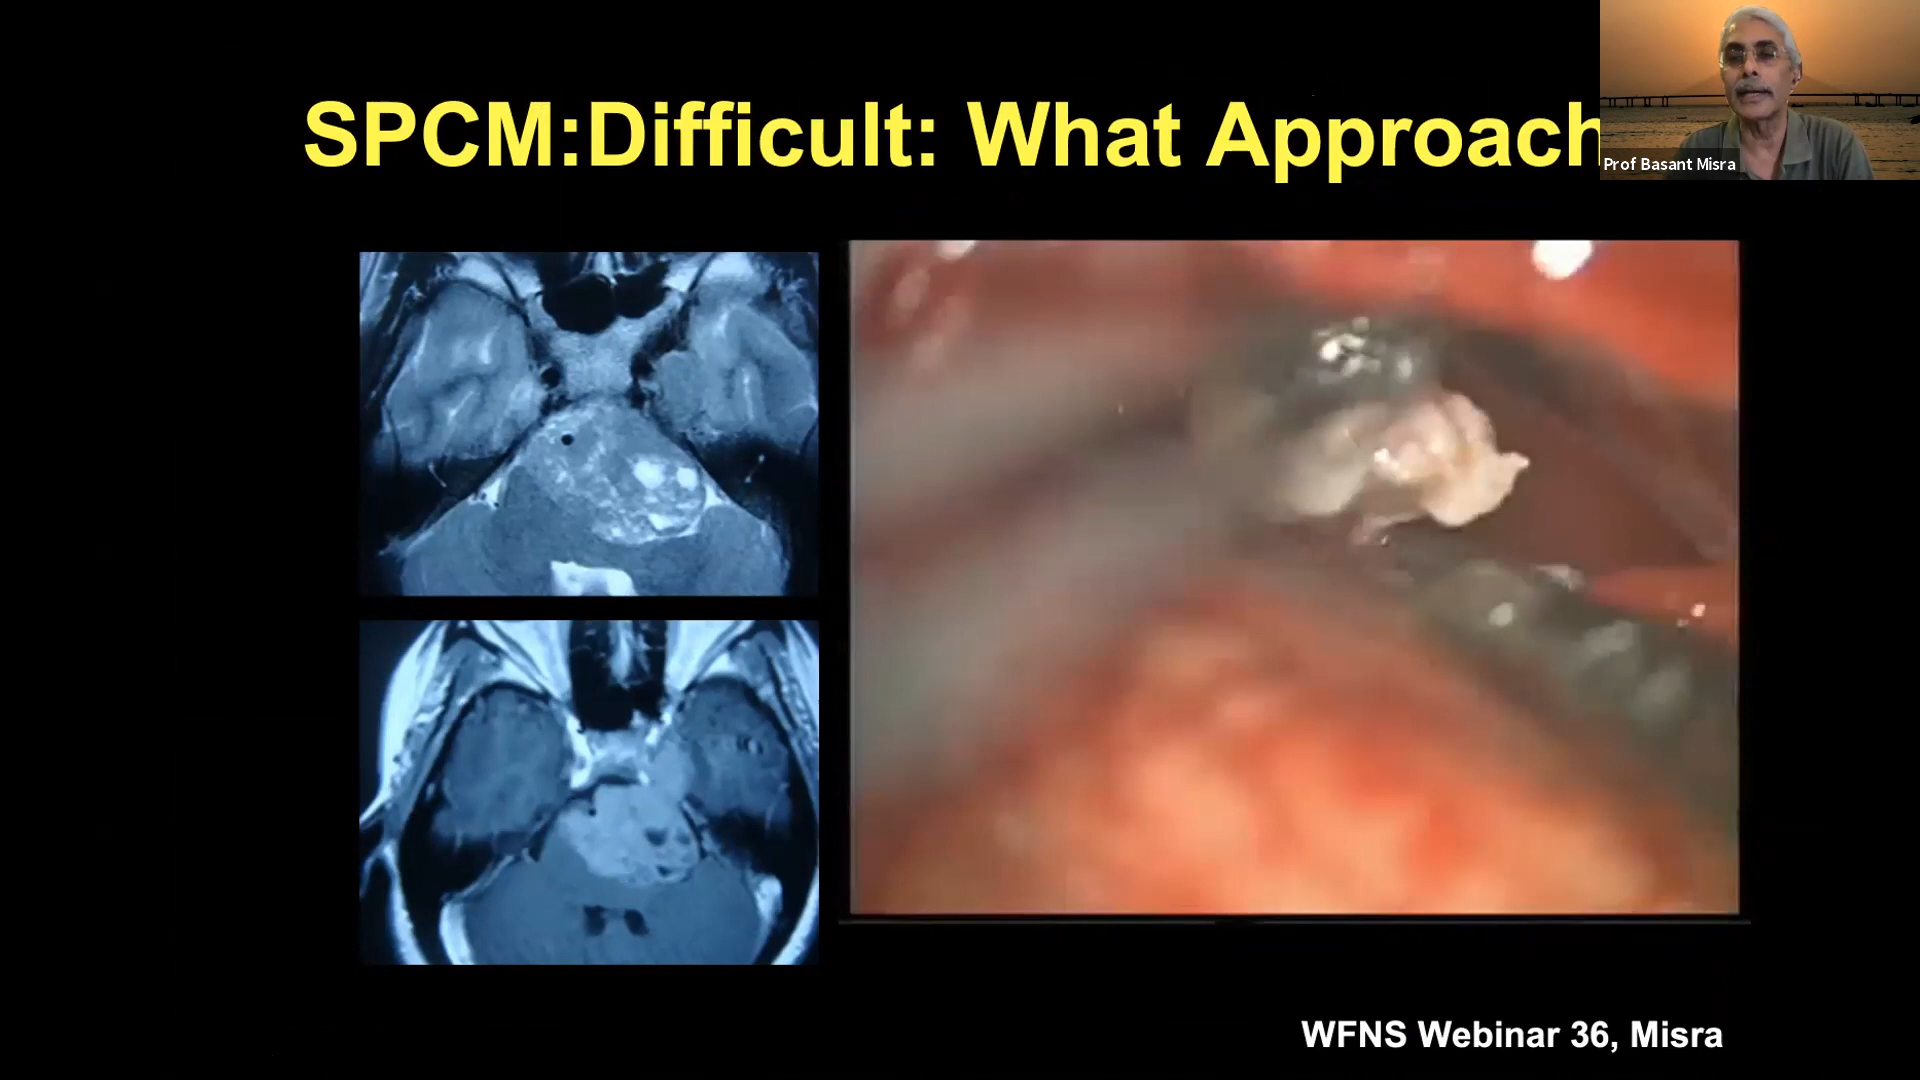 SPCM:Difficult: What Approach
Prof Basant Misra
WFNS Webinar 36, Misra